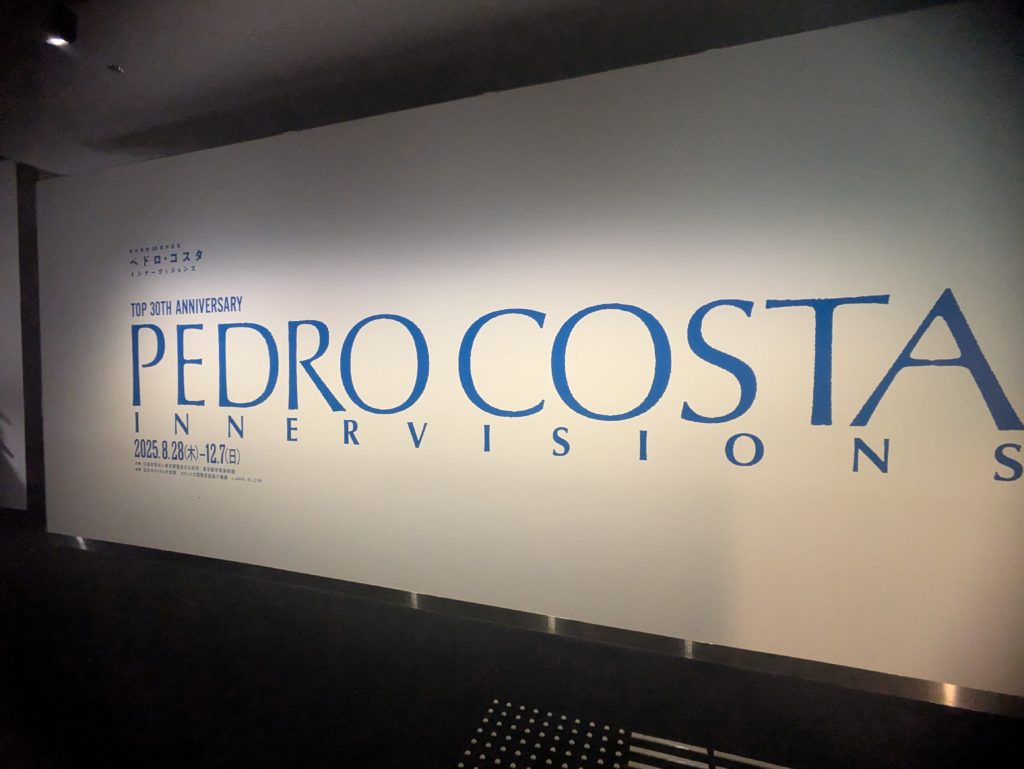 ペドロ・コスタ
インナーヴィジョンズ
TOP 30TH ANNIVERSARY
PEDRO COSTA
INNERVISIONS
2025.8.28(木)–12.7(日)